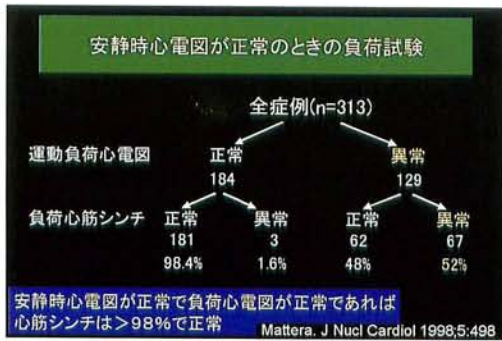 安静時心電図が正常のときの負荷試験
全症例(n=313)
運動負荷心電図 正常 異常
184 129
負荷心筋シンチ 正常 異常 正常 異常
181 3 62 67
98.4% 1.6% 48% 52%
安静時心電図が正常で負荷心電図が正常であれば
心筋シンチは＞98％で正常
Mattera. J Nucl Cardiol 1998;5:498